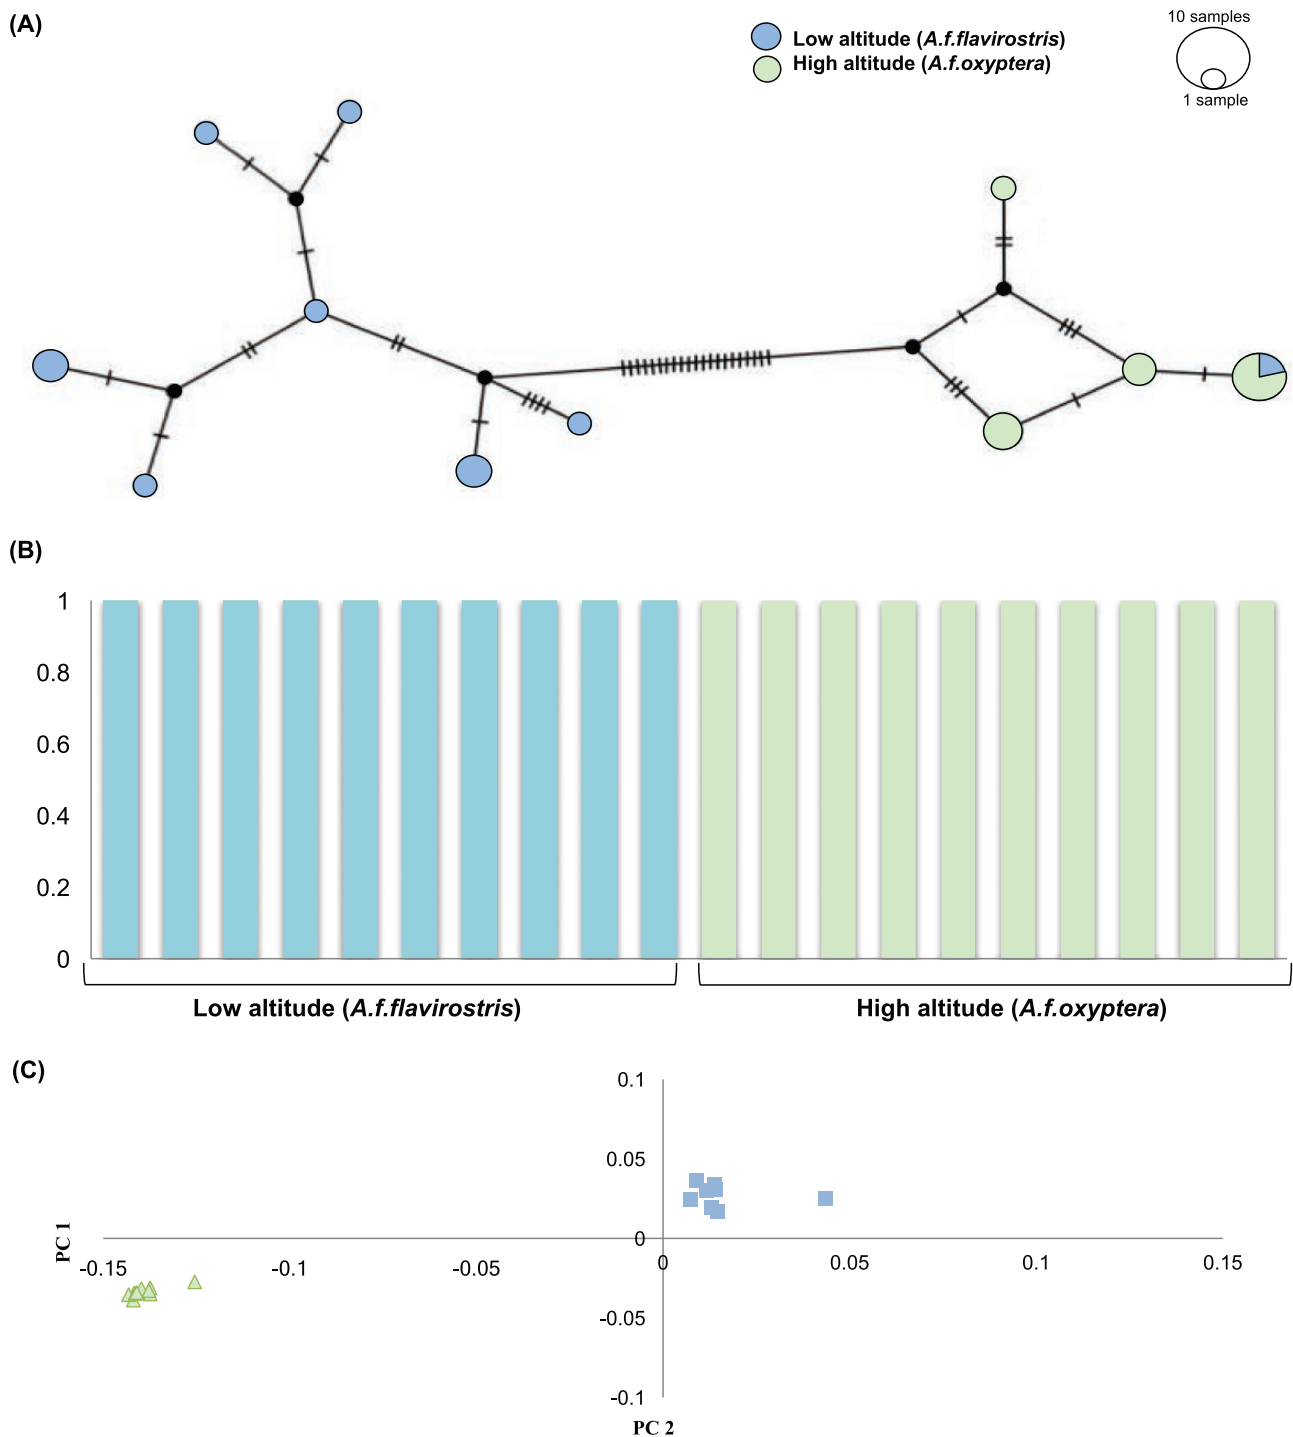 (A)
10 samples
Low altitude (A.f.flavirostris)
High altitude (A.f.oxyptera)
1 sample
(B)
1
0.8
0.6
0.4
0.2
0
Low altitude (A.f.flavirostris)
High altitude (A.f.oxyptera)
(C)
0.1
0.05
0
PC 1
-0.15
-0.1
-0.05
0
0.05
0.1
0.15
-0.05
-0.1
PC 2